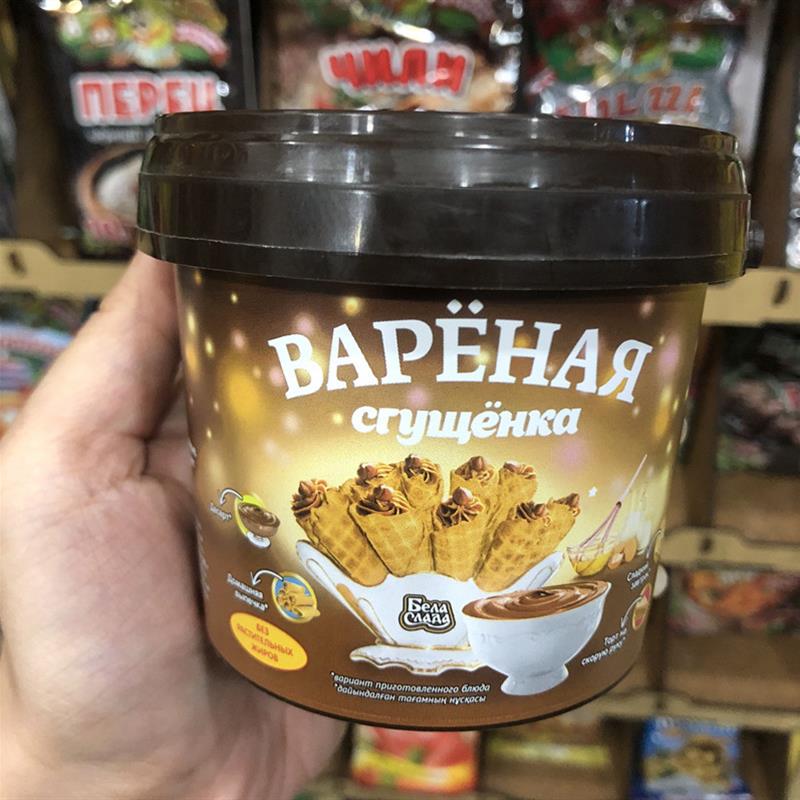 ПЕРЕЦ
ЧИЛИ
ВАРЁНАЯ
сгущёнка
Десерт*
Домашняя
выпечка*
БЕЗ
РАСТИТЕЛЬНЫХ
ЖИРОВ
Бела
Слада
Торт на
скорую руку*
*вариант приготовленного блюда
*дайындалған тағамның нұсқасы